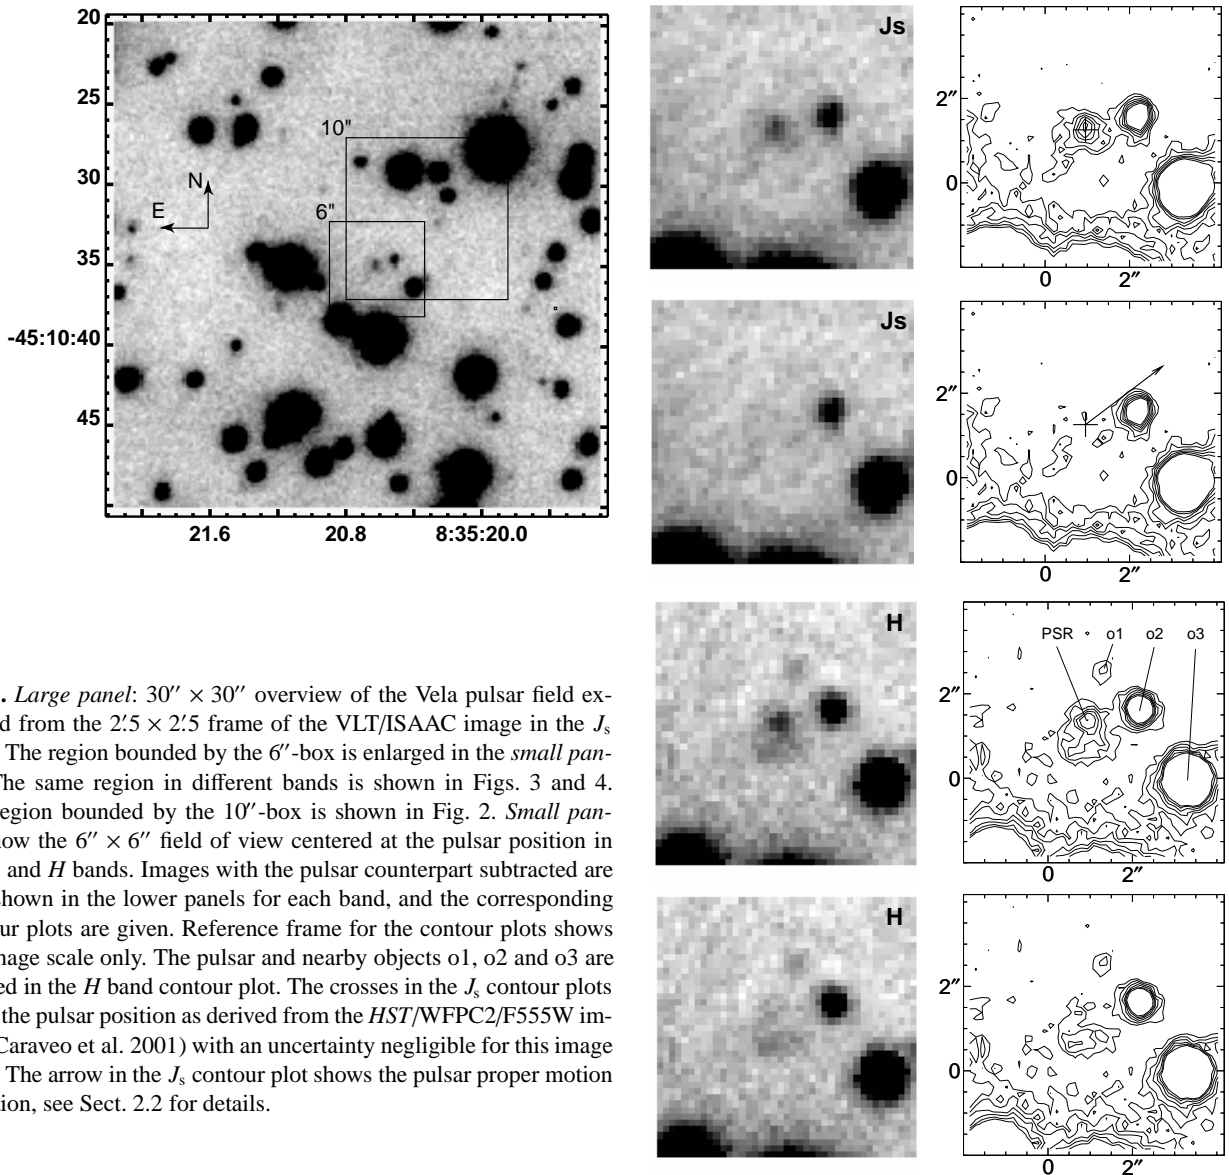 20
25
30
35
-45:10:40
45
21.6
20.8
8:35:20.0
10"
6"
N
E
Js
2″
0
0
2″
Js
2″
0
0
2″
H
PSR
o1
o2
o3
2″
0
0
2″
H
2″
0
0
2″
. Large panel: 30″ × 30″ overview of the Vela pulsar field ex-
d from the 2.′5 × 2.′5 frame of the VLT/ISAAC image in the Js
The region bounded by the 6″-box is enlarged in the small pan-
The same region in different bands is shown in Figs. 3 and 4.
egion bounded by the 10″-box is shown in Fig. 2. Small pan-
ow the 6″ × 6″ field of view centered at the pulsar position in
and H bands. Images with the pulsar counterpart subtracted are
hown in the lower panels for each band, and the corresponding
ur plots are given. Reference frame for the contour plots shows
nage scale only. The pulsar and nearby objects o1, o2 and o3 are
ed in the H band contour plot. The crosses in the Js contour plots
the pulsar position as derived from the HST/WFPC2/F555W im-
Caraveo et al. 2001) with an uncertainty negligible for this image
The arrow in the Js contour plot shows the pulsar proper motion
tion, see Sect. 2.2 for details.